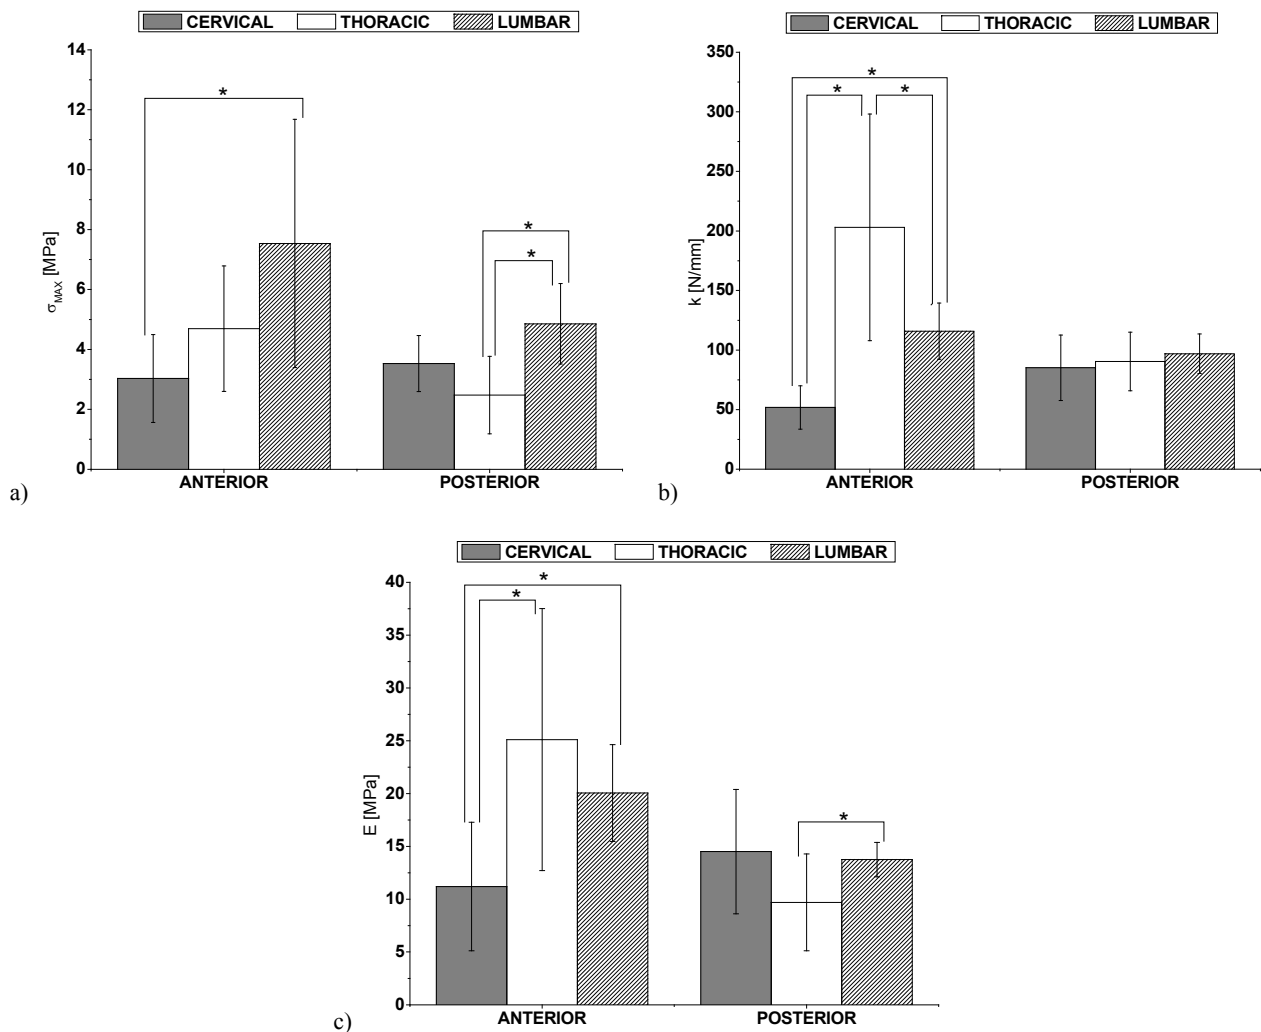 CERVICAL THORACIC LUMBAR
14
12
10
8
6
4
2
0
σMAX [MPa]
*
*
*
ANTERIOR POSTERIOR
a)
CERVICAL THORACIC LUMBAR
350
300
250
200
150
100
50
0
k [N/mm]
*
* *
ANTERIOR POSTERIOR
b)
CERVICAL THORACIC LUMBAR
40
35
30
25
20
15
10
5
0
E [MPa]
*
*
*
ANTERIOR POSTERIOR
c)